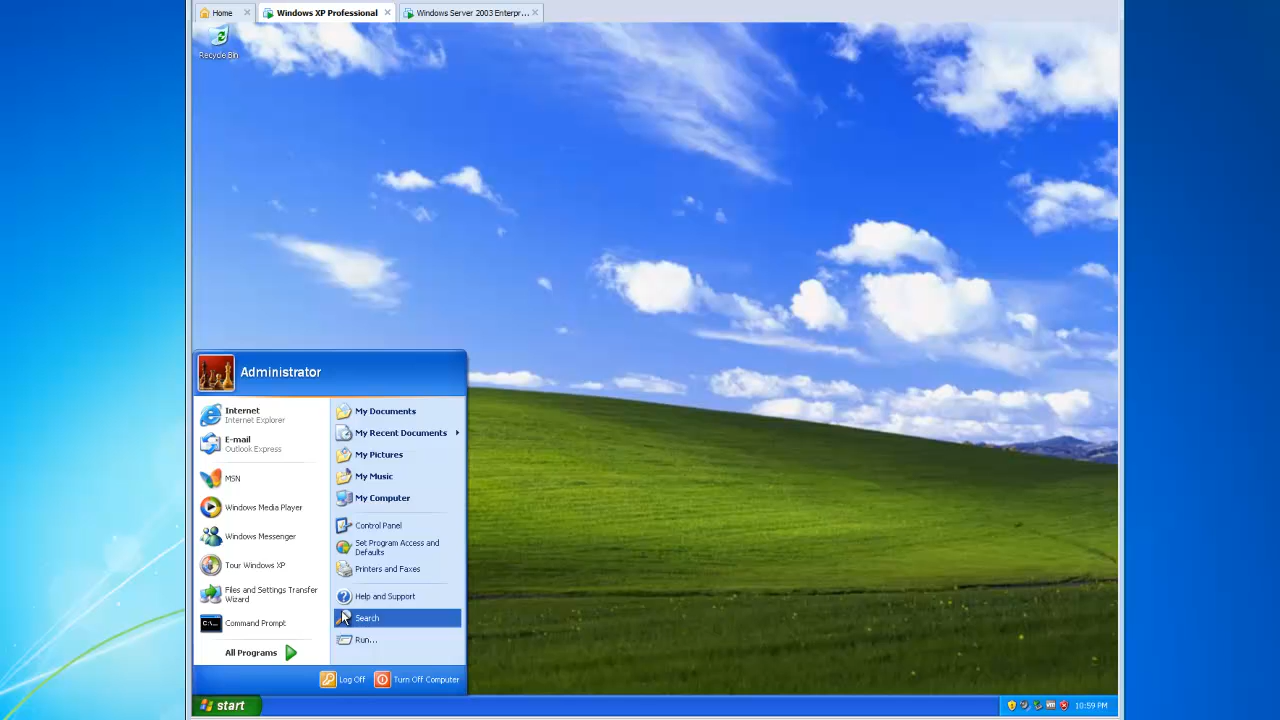 Home
Windows XP Professional
Windows Server 2003 Enterpr...
Recycle Bin
Administrator
Internet
Internet Explorer
E-mail
Outlook Express
MSN
Windows Media Player
Windows Messenger
Tour Windows XP
Files and Settings Transfer
Wizard
Command Prompt
All Programs
My Documents
My Recent Documents
My Pictures
My Music
My Computer
Control Panel
Set Program Access and
Defaults
Printers and Faxes
Help and Support
Search
Run...
Log Off
Turn Off Computer
start
10:59 PM